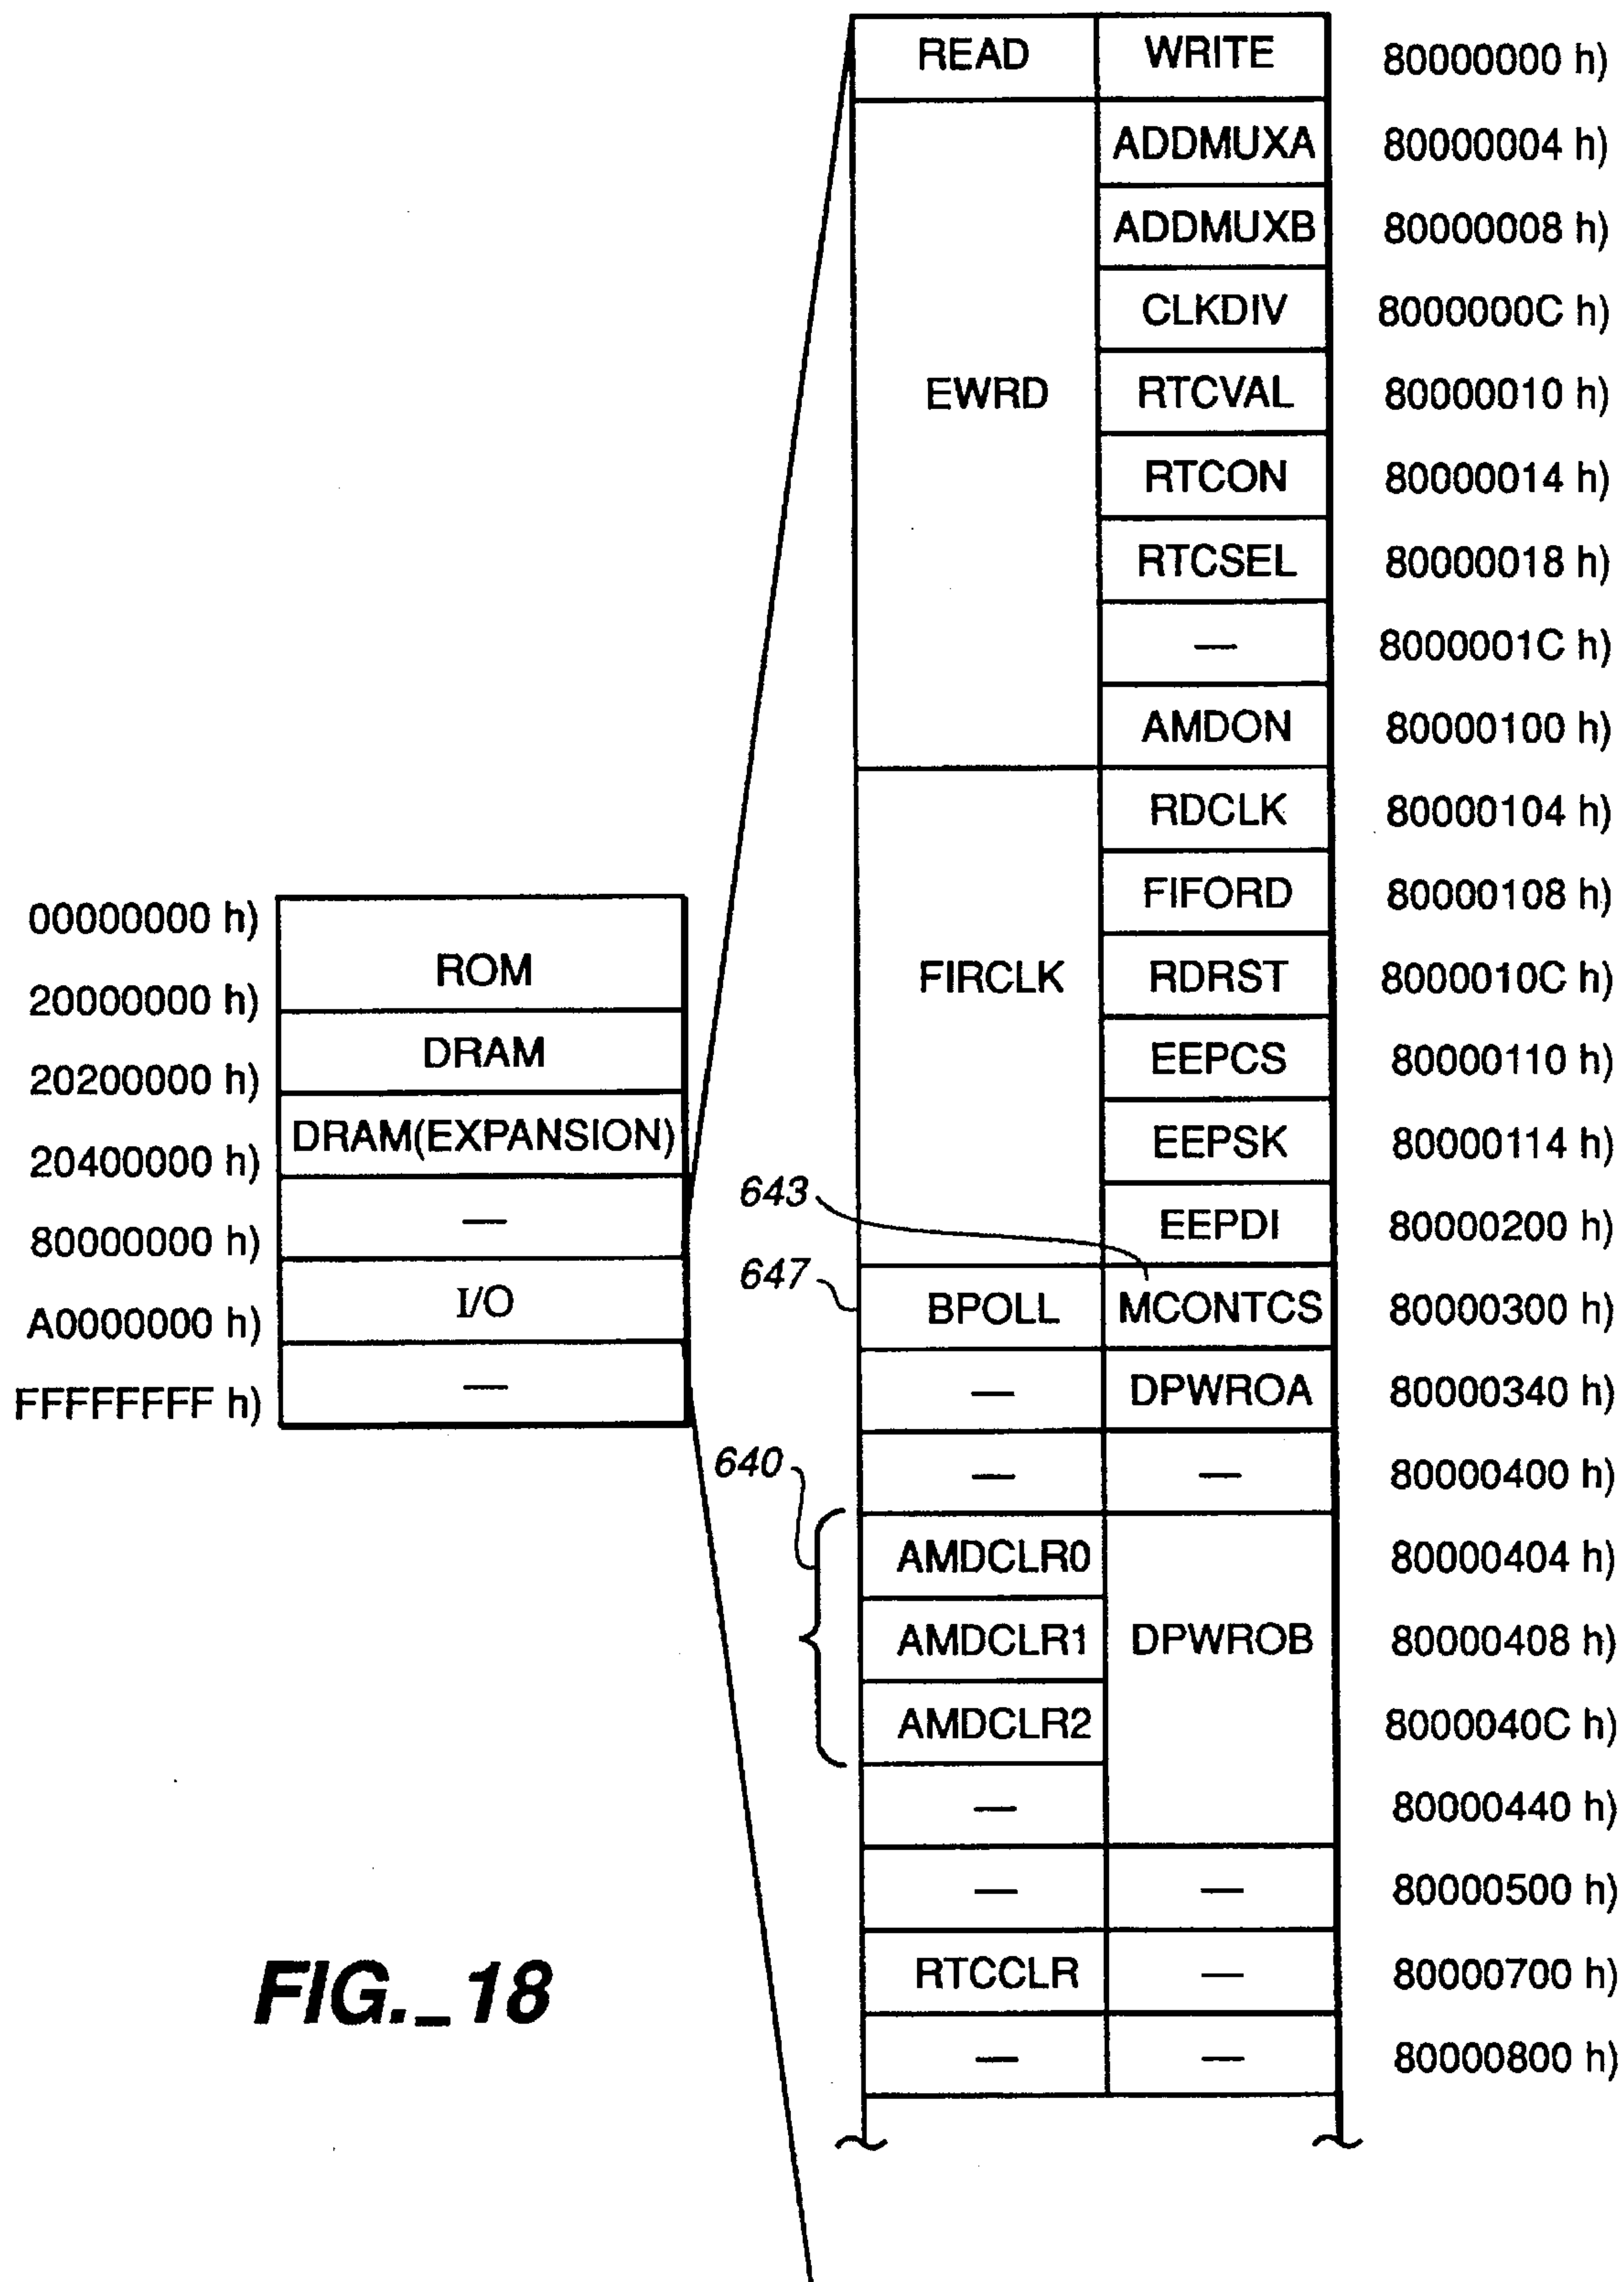 READ WRITE 80000000 h)
ADDMUXA 80000004 h)
ADDMUXB 80000008 h)
CLKDIV 8000000C h)
EWRD RTCVAL 80000010 h)
RTCON 80000014 h)
RTCSEL 80000018 h)
— 8000001C h)
AMDON 80000100 h)
RDCLK 80000104 h)
FIFORD 80000108 h)
FIRCLK RDRST 8000010C h)
EEPCS 80000110 h)
EEPSK 80000114 h)
EEPDI 80000200 h)
643
647
BPOLL MCONTCS 80000300 h)
— DPWROA 80000340 h)
— — 80000400 h)
640
AMDCLR0 80000404 h)
AMDCLR1 DPWROB 80000408 h)
AMDCLR2 8000040C h)
— 80000440 h)
— — 80000500 h)
RTCCLR — 80000700 h)
— — 80000800 h)
00000000 h)
ROM
20000000 h)
DRAM
20200000 h)
DRAM(EXPANSION)
20400000 h)
—
80000000 h)
I/O
A0000000 h)
—
FFFFFFFF h)
FIG._18